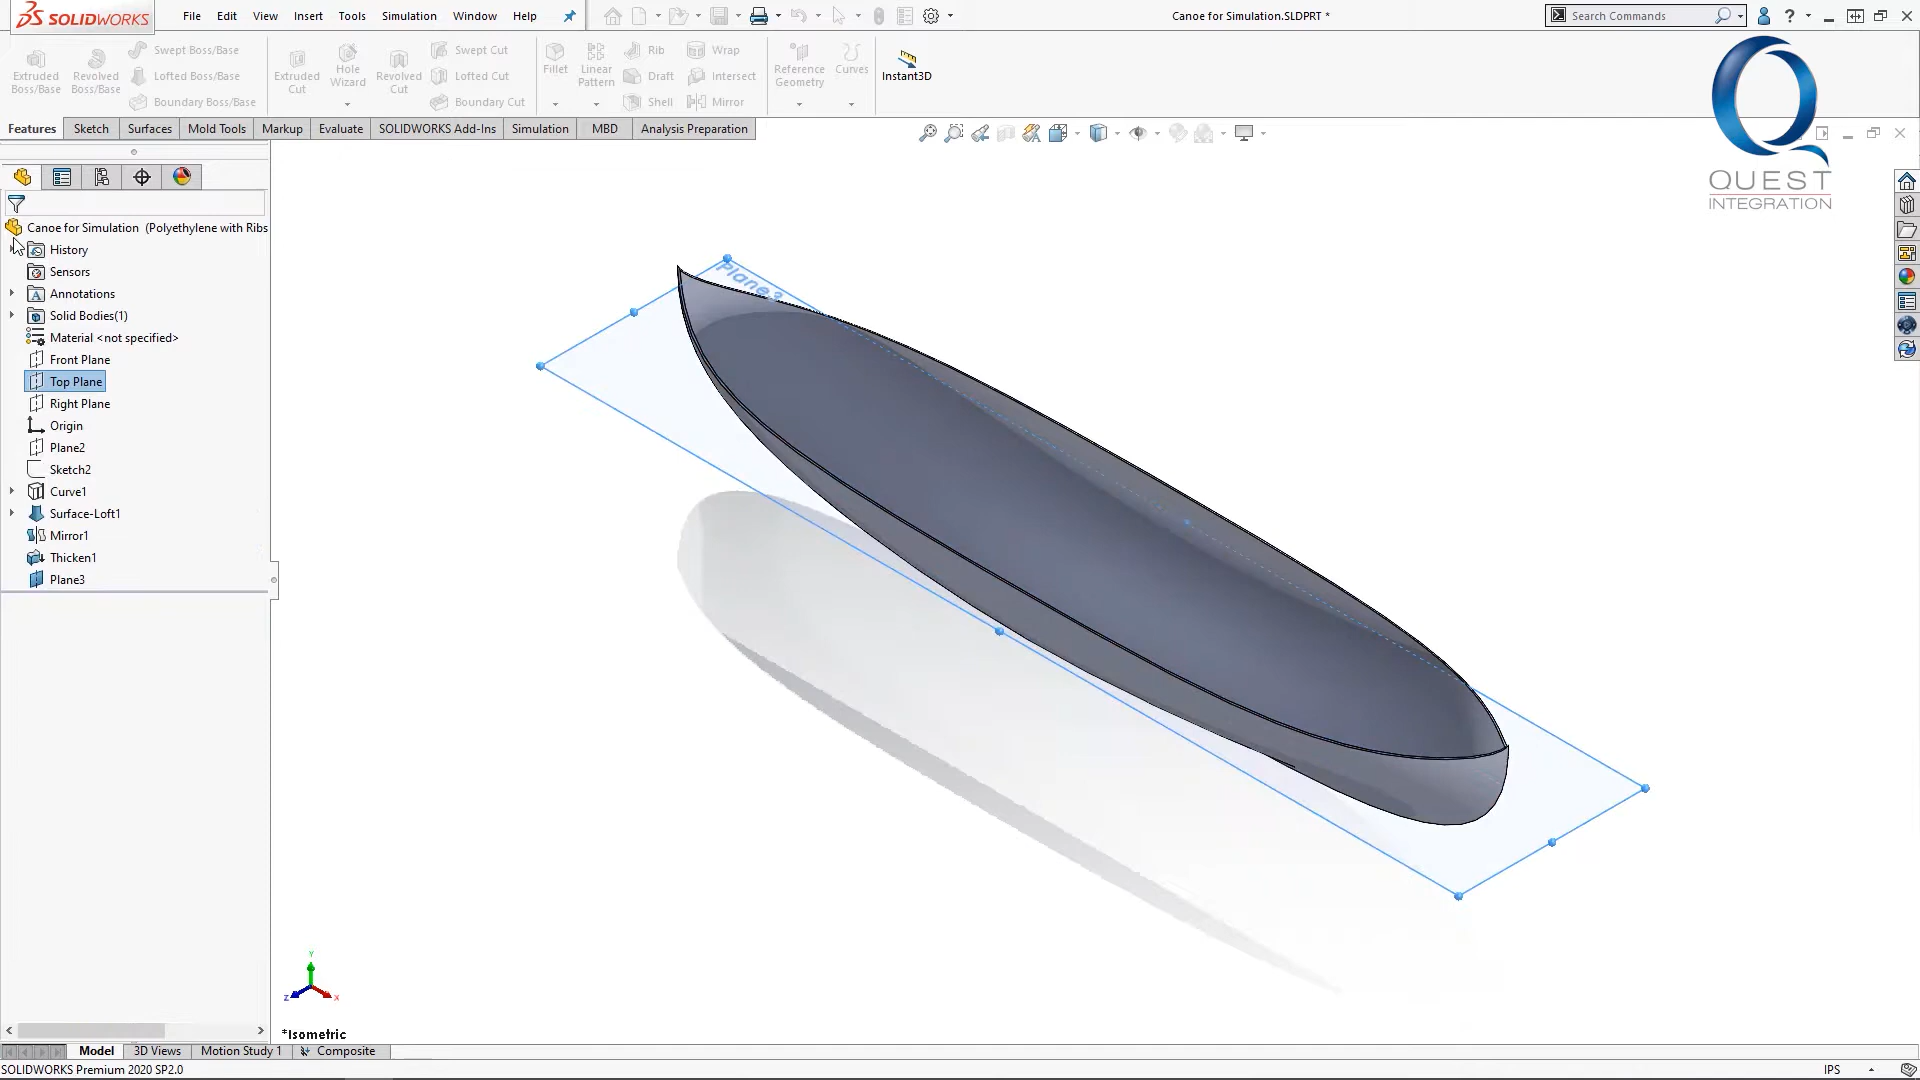 SOLIDWORKS File Edit View Insert Tools Simulation Window Help
Canoe for Simulation.SLDPRT *
Search Commands
?
Extruded Boss/Base
Revolved Boss/Base
Swept Boss/Base
Lofted Boss/Base
Boundary Boss/Base
Extruded Cut
Hole Wizard
Revolved Cut
Swept Cut
Lofted Cut
Boundary Cut
Fillet
Linear Pattern
Rib
Draft
Shell
Wrap
Intersect
Mirror
Reference Geometry
Curves
Instant3D
Features Sketch Surfaces Mold Tools Markup Evaluate SOLIDWORKS Add-Ins Simulation MBD Analysis Preparation
QUEST
INTEGRATION
Canoe for Simulation (Polyethylene with Ribs
History
Sensors
Annotations
Solid Bodies(1)
Material <not specified>
Front Plane
Top Plane
Right Plane
Origin
Plane2
Sketch2
Curve1
Surface-Loft1
Mirror1
Thicken1
Plane3
Plane3
Y
Z
X
*Isometric
Model 3D Views Motion Study 1 Composite
SOLIDWORKS Premium 2020 SP2.0
IPS